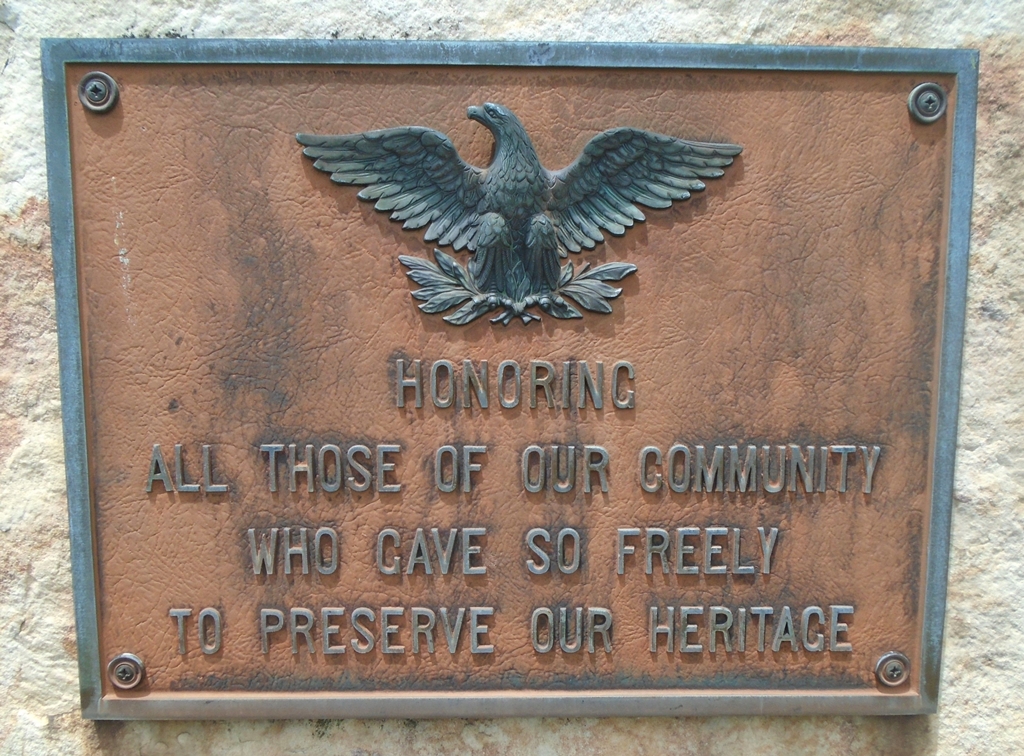 HONORING
ALL THOSE OF OUR COMMUNITY
WHO GAVE SO FREELY
TO PRESERVE OUR HERITAGE